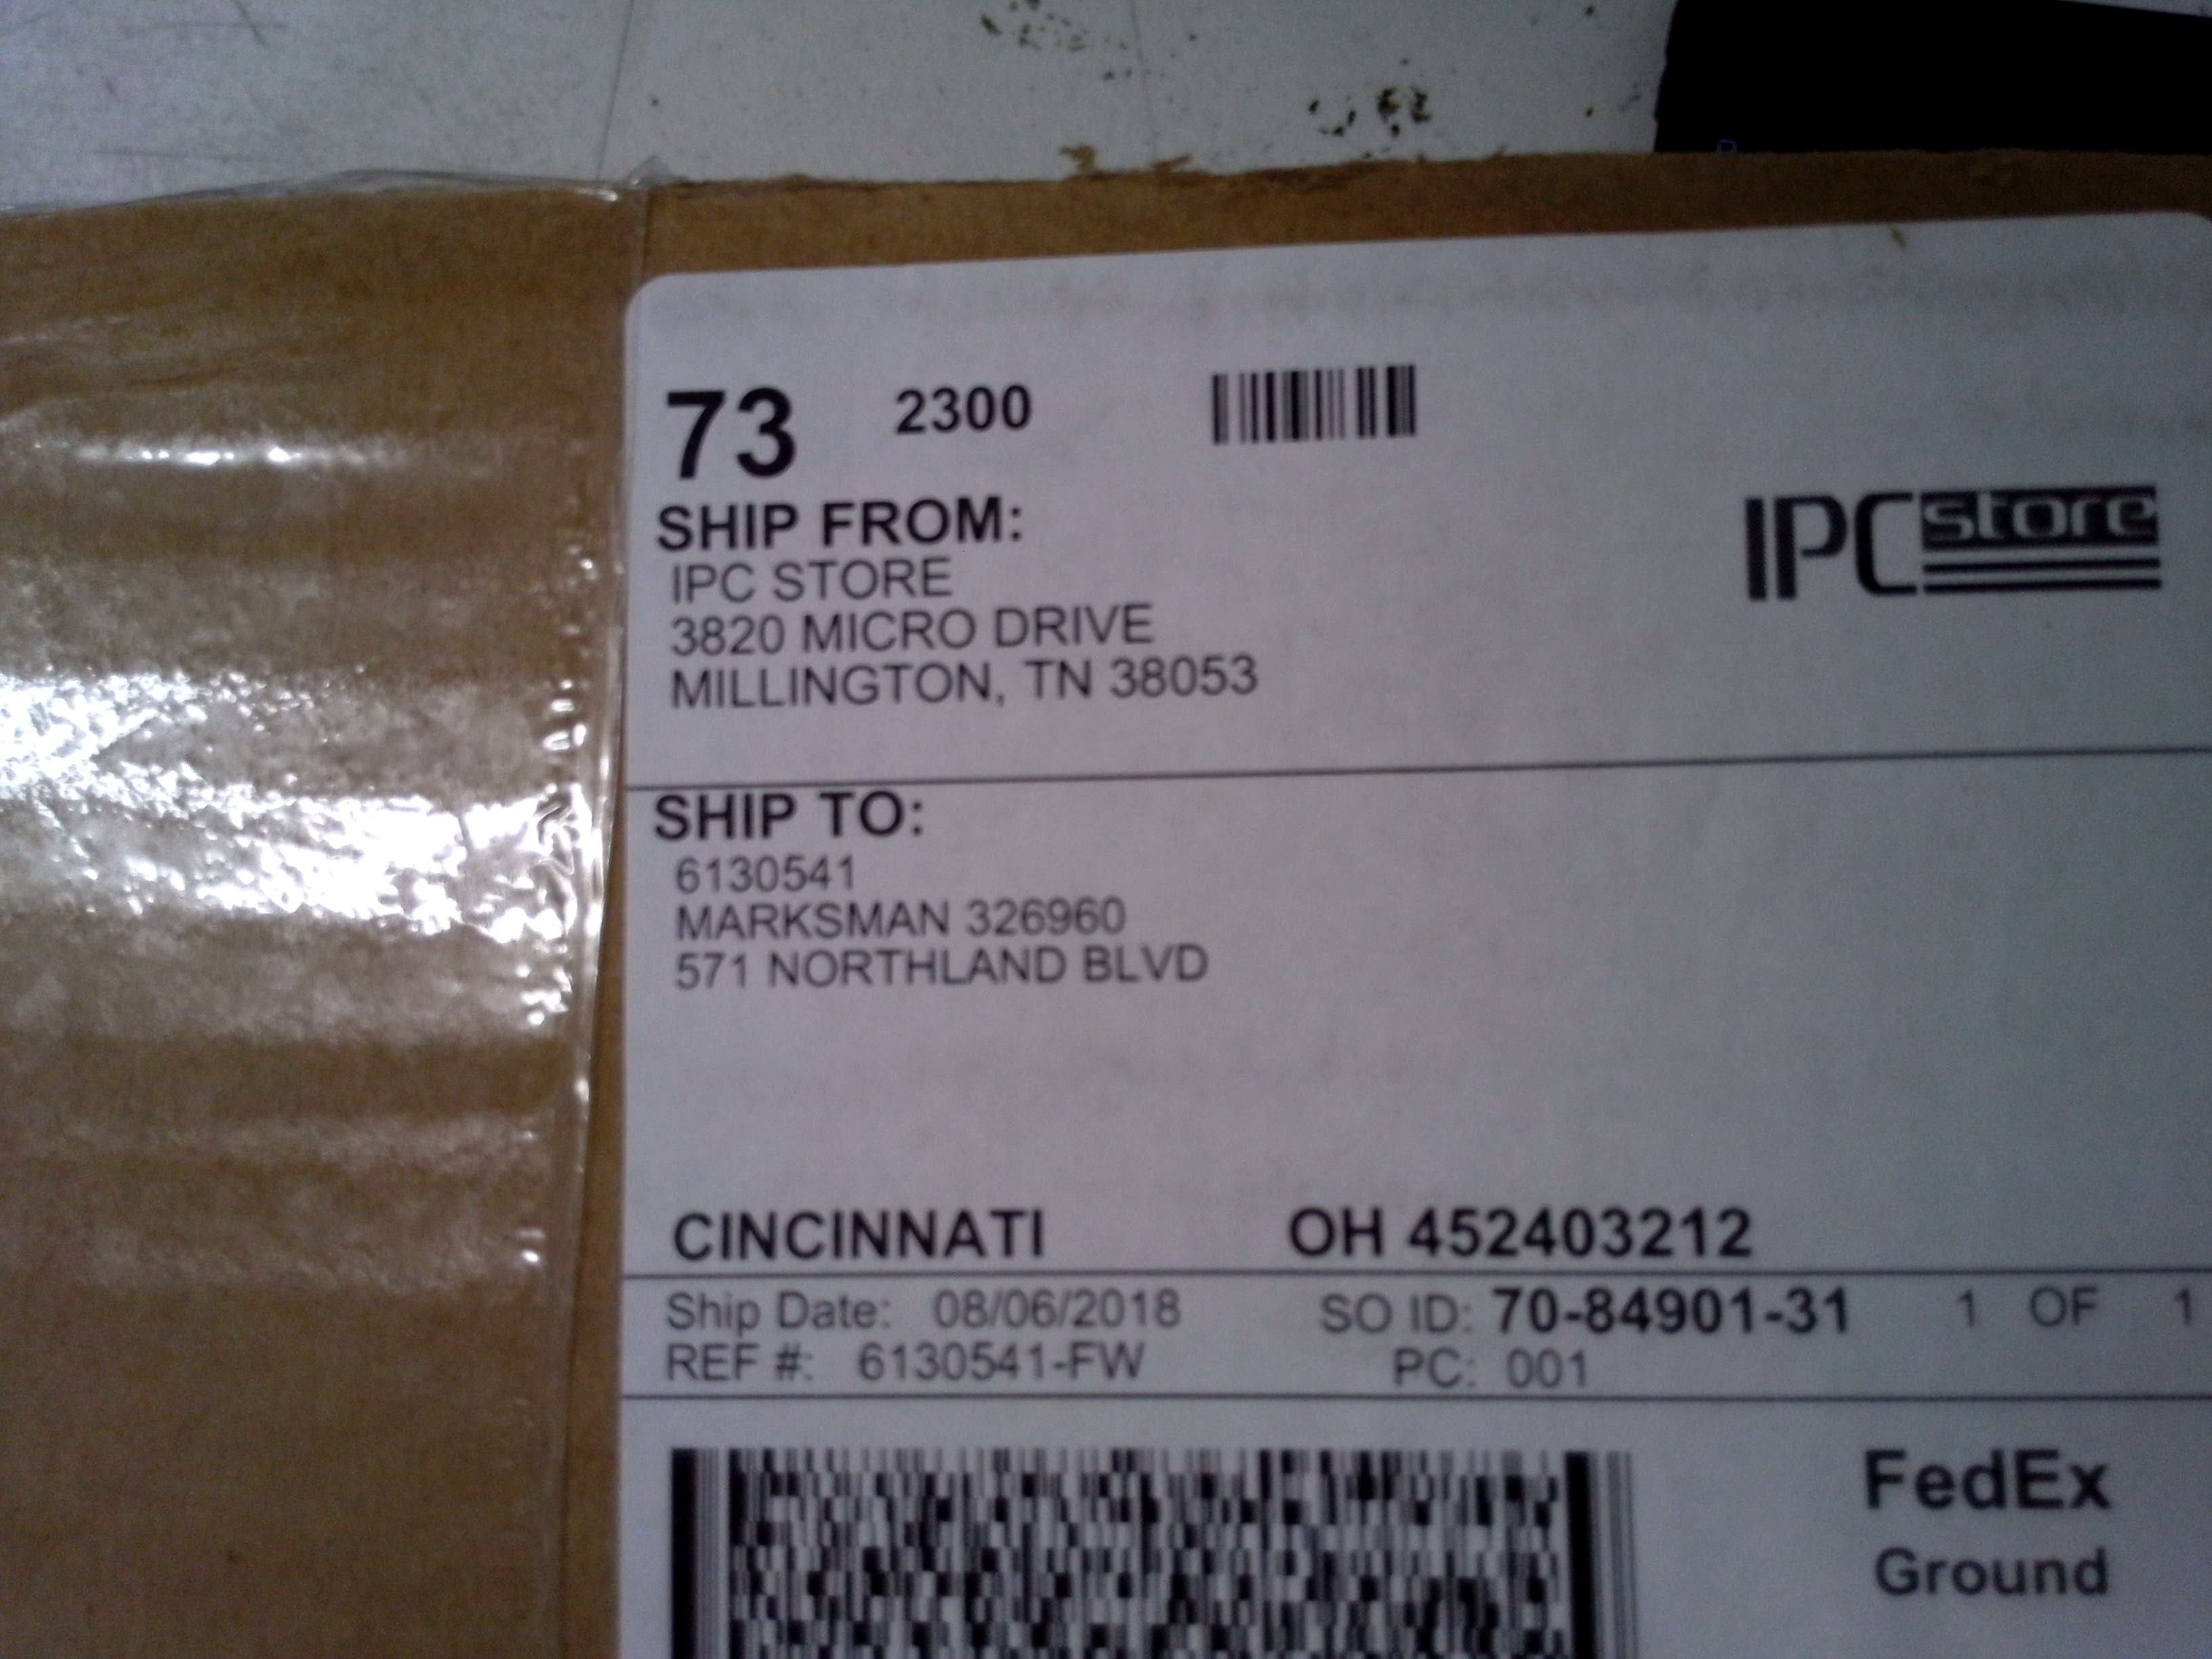 73 2300
IPC store
SHIP FROM:
IPC STORE
3820 MICRO DRIVE
MILLINGTON, TN 38053
SHIP TO:
6130541
MARKSMAN 326960
571 NORTHLAND BLVD
CINCINNATI OH 452403212
Ship Date: 08/06/2018 SO ID: 70-84901-31 1 OF 1
REF #: 6130541-FW PC: 001
FedEx
Ground